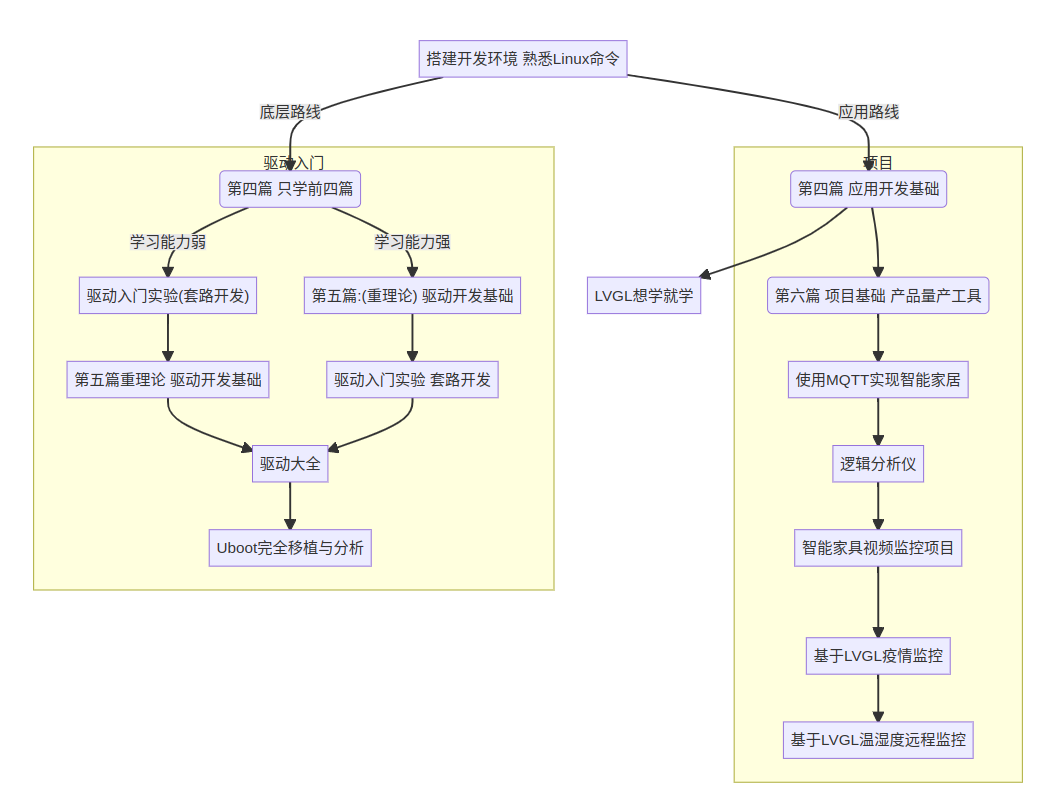 搭建开发环境 熟悉Linux命令
底层路线
应用路线
驱动入门
项目
第四篇 只学前四篇
第四篇 应用开发基础
学习能力弱
学习能力强
驱动入门实验(套路开发)
第五篇:(重理论) 驱动开发基础
LVGL想学就学
第六篇 项目基础 产品量产工具
第五篇重理论 驱动开发基础
驱动入门实验 套路开发
使用MQTT实现智能家居
驱动大全
逻辑分析仪
Uboot完全移植与分析
智能家具视频监控项目
基于LVGL疫情监控
基于LVGL温湿度远程监控